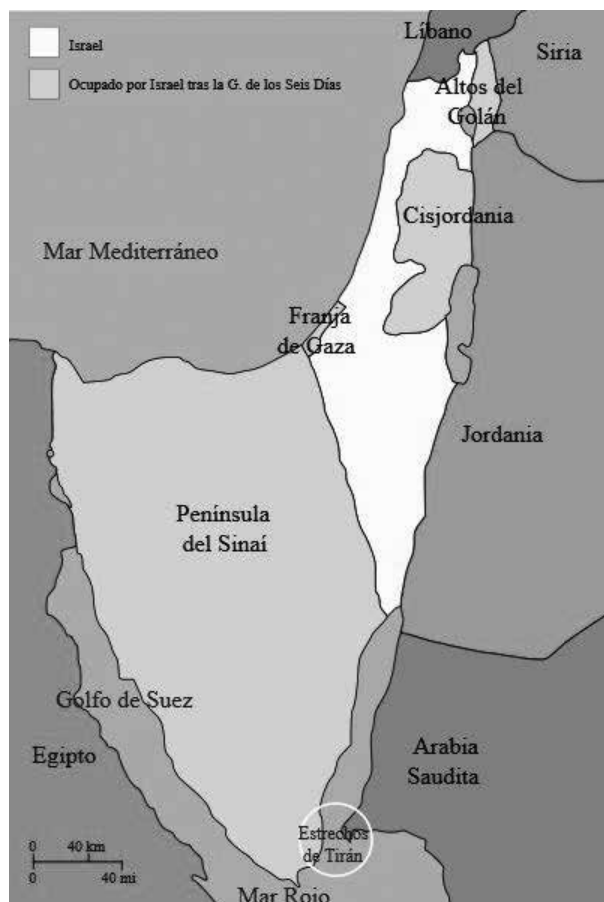 Israel
Ocupado por Israel tras la G. de los Seis Días
Líbano
Siria
Altos del
Golán
Cisjordania
Mar Mediterráneo
Franja
de Gaza
Jordania
Península
del Sinaí
Golfo de Suez
Egipto
Arabia
Saudita
Estrechos
de Tirán
0 40 km
0 40 mi
Mar Rojo